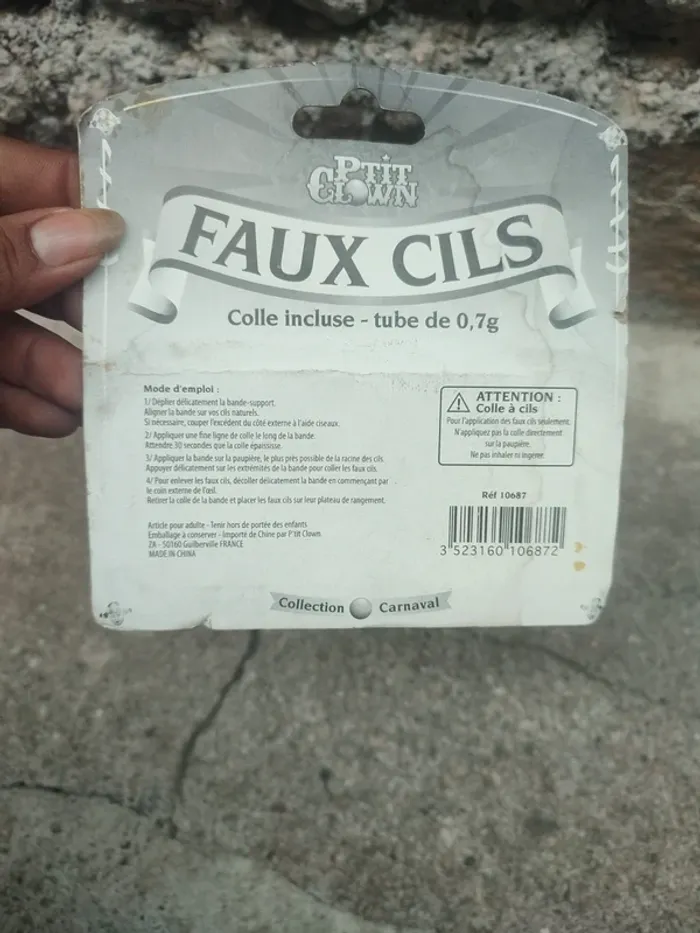 P'TIT
CLOWN
FAUX CILS
Colle incluse - tube de 0,7g
Mode d'emploi :
1/ Déplier délicatement la bande-support.
Aligner la bande sur vos cils naturels.
Si nécessaire, couper l'excédent du côté externe à l'aide ciseaux.
2/ Appliquer une fine ligne de colle le long de la bande.
Attendre 30 secondes que la colle épaississe.
3/ Appliquer la bande sur la paupière, le plus près possible de la racine des cils.
Appuyer délicatement sur les extrémités de la bande pour coller les faux cils.
4/ Pour enlever les faux cils, décoller délicatement la bande en commençant par
le coin externe de l'œil.
Retirer la colle de la bande et placer les faux cils sur leur plateau de rangement.
Article pour adulte - Tenir hors de portée des enfants
Emballage à conserver - Importé de Chine par P'tit Clown
ZA - 50160 Guilberville FRANCE
MADE IN CHINA
ATTENTION :
Colle à cils
Pour l'application des faux cils seulement.
N'appliquez pas la colle directement
sur la paupière.
Ne pas inhaler ni ingérer
Réf 10687
3 523160 106872
Collection Carnaval